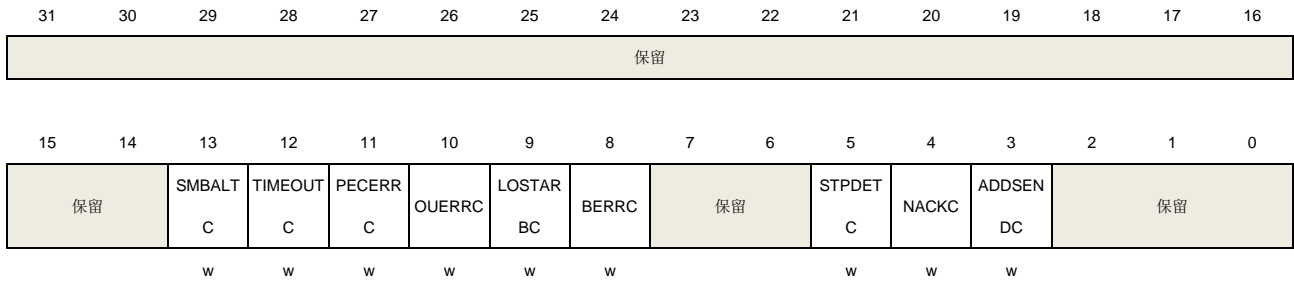 31 30 29 28 27 26 25 24 23 22 21 20 19 18 17 16
保留
15 14 13 12 11 10 9 8 7 6 5 4 3 2 1 0
保留 SMBALT C TIMEOUT C PECERR C OUERRC LOSTAR BC BERRC 保留 STPDET C NACKC ADDSEN DC 保留
w w w w w w w w w